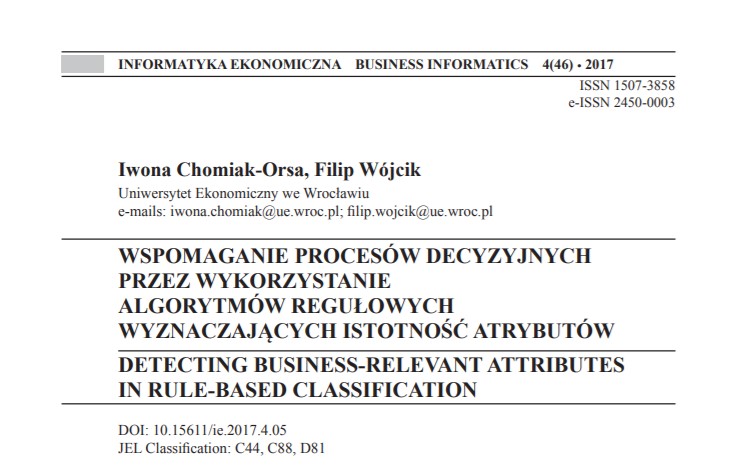 INFORMATYKA EKONOMICZNA BUSINESS INFORMATICS 4(46) • 2017
ISSN 1507-3858
e-ISSN 2450-0003
Iwona Chomiak-Orsa, Filip Wójcik
Uniwersytet Ekonomiczny we Wrocławiu
e-mails: iwona.chomiak@ue.wroc.pl; filip.wojcik@ue.wroc.pl
WSPOMAGANIE PROCESÓW DECYZYJNYCH
PRZEZ WYKORZYSTANIE
ALGORYTMÓW REGUŁOWYCH
WYZNACZAJĄCYCH ISTOTNOŚĆ ATRYBUTÓW
DETECTING BUSINESS-RELEVANT ATTRIBUTES
IN RULE-BASED CLASSIFICATION
DOI: 10.15611/ie.2017.4.05
JEL Classification: C44, C88, D81